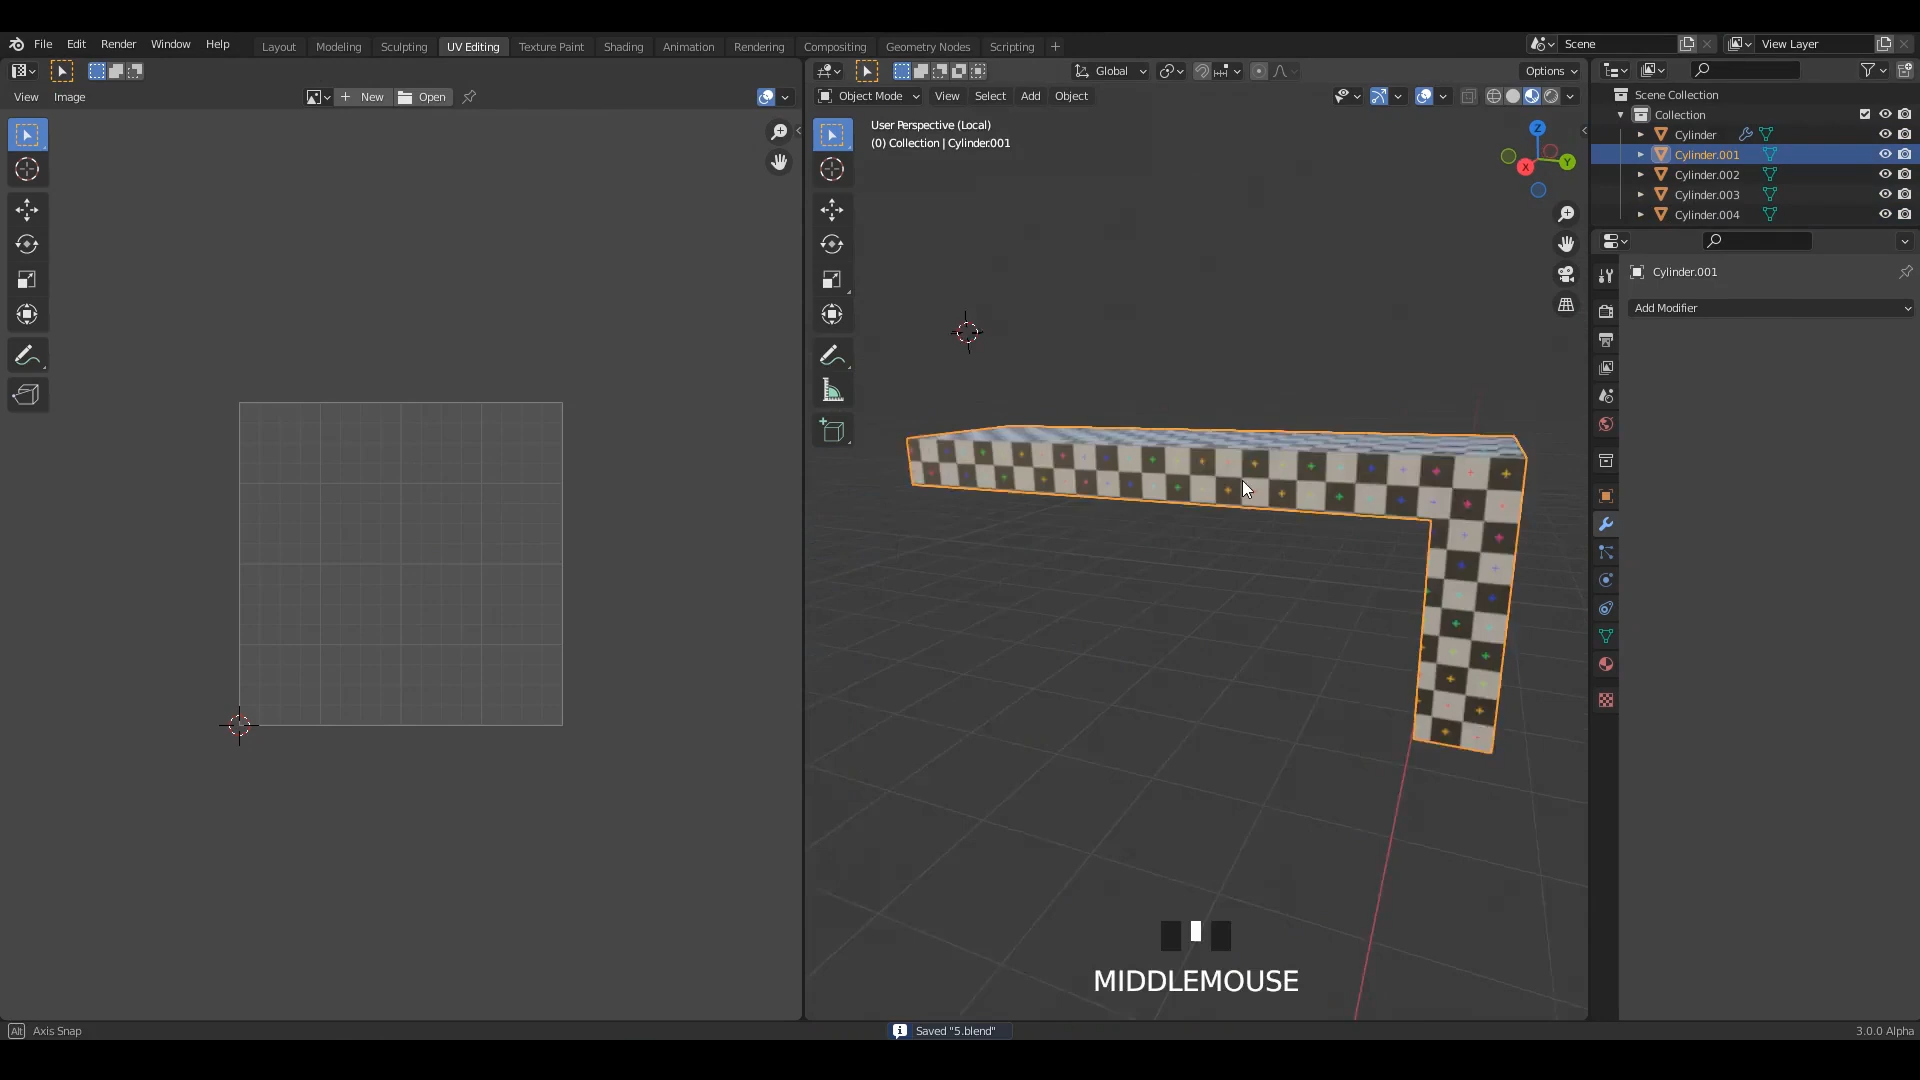 File Edit Render Window Help
Layout Modeling Sculpting UV Editing Texture Paint Shading Animation Rendering Compositing Geometry Nodes Scripting +
Scene
View Layer
Global
Options
View Image
+ New Open
Object Mode View Select Add Object
User Perspective (Local)
(0) Collection | Cylinder.001
Z
Y
X
Scene Collection
Collection
Cylinder
Cylinder.001
Cylinder.002
Cylinder.003
Cylinder.004
Cylinder.001
Add Modifier
MIDDLEMOUSE
Alt Axis Snap
Saved "5.blend"
3.0.0 Alpha